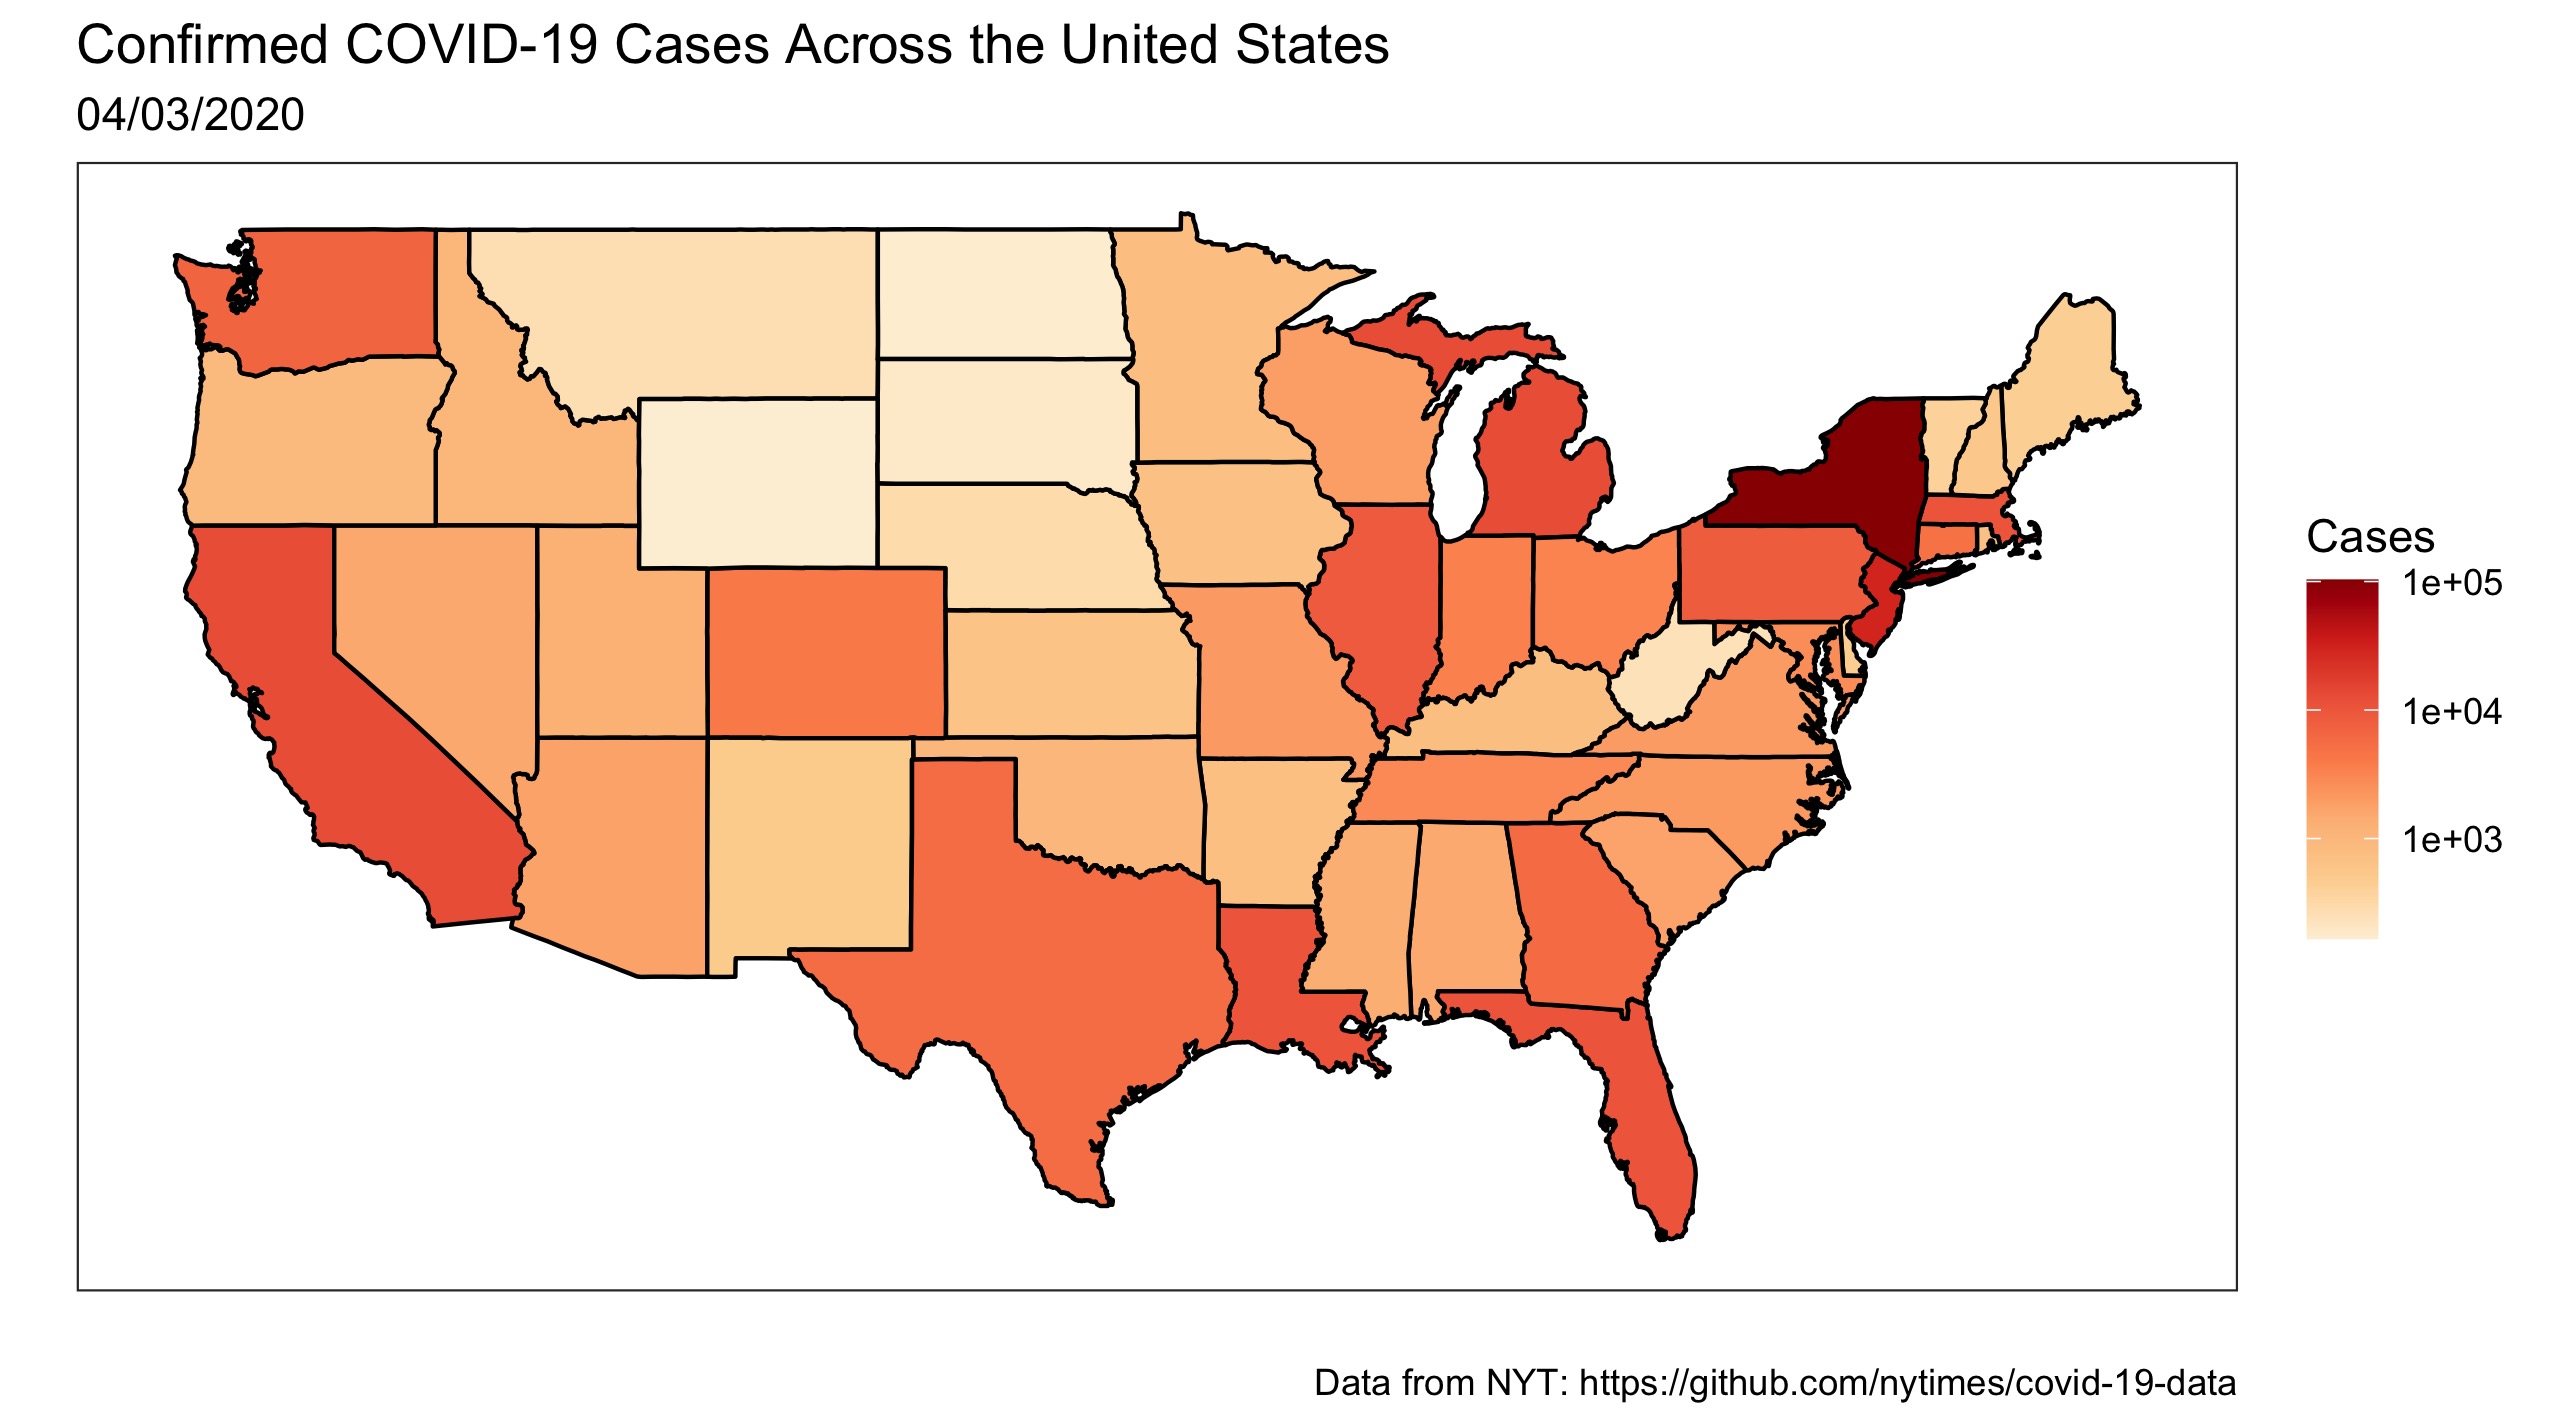 Confirmed COVID-19 Cases Across the United States
04/03/2020
Cases
1e+05
1e+04
1e+03
Data from NYT: https://github.com/nytimes/covid-19-data